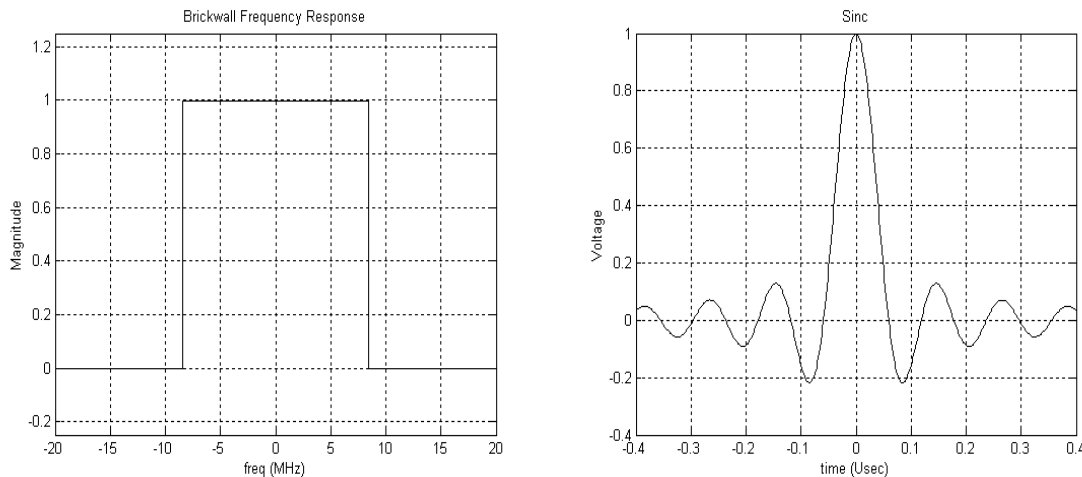 Brickwall Frequency Response
1.2
1
0.8
0.6
0.4
0.2
0
-0.2
Magnitude
-20 -15 -10 -5 0 5 10 15 20
freq (MHz)
Sinc
1
0.8
0.6
0.4
0.2
0
-0.2
-0.4
Voltage
-0.4 -0.3 -0.2 -0.1 0 0.1 0.2 0.3 0.4
time (Usec)